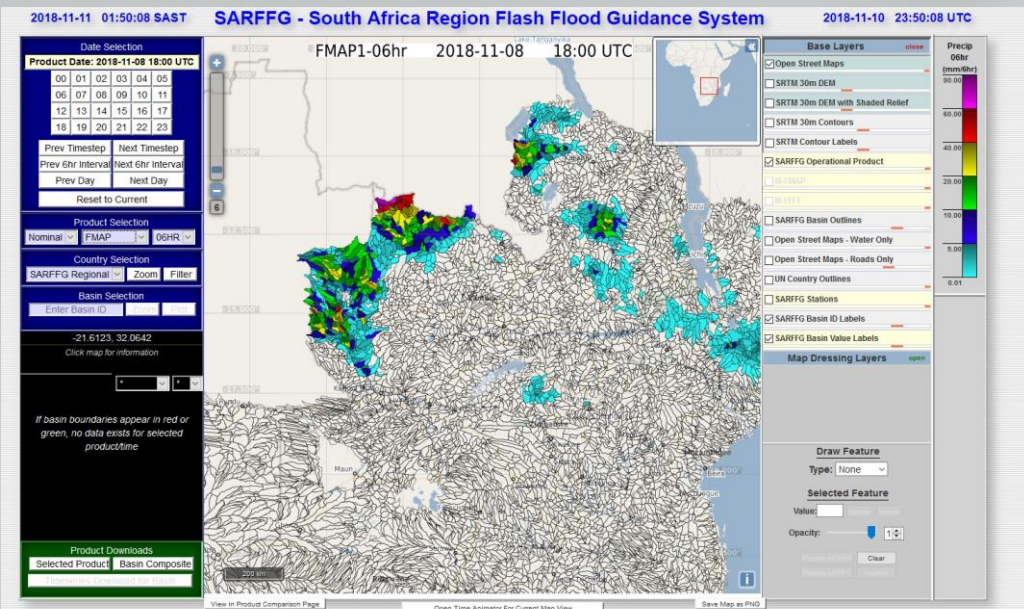 2018-11-11 01:50:08 SAST
SARFFG - South Africa Region Flash Flood Guidance System
2018-11-10 23:50:08 UTC
Date Selection
Product Date: 2018-11-08 18:00 UTC
00 01 02 03 04 05
06 07 08 09 10 11
12 13 14 15 16 17
18 19 20 21 22 23
Prev Timestep Next Timestep
Prev 6hr Interval Next 6hr Interval
Prev Day Next Day
Reset to Current
Product Selection
Nominal FMAP 06HR
Country Selection
SARFFG Regional Zoom Filter
Basin Selection
Enter Basin ID Zoom Plot
-21.6123, 32.0642
Click map for information
* *
If basin boundaries appear in red or
green, no data exists for selected
product/time
Product Downloads
Selected Product Basin Composite
Timeseries Download for Basin
Lake Tanganyika
FMAP1-06hr 2018-11-08 18:00 UTC
+
−
6
«
Maun
Beira
200 km
i
View in Product Comparison Page
Open Time Animator For Current Map View
Save Map as PNG
Base Layers close
Open Street Maps
SRTM 30m DEM
SRTM 30m DEM with Shaded Relief
SRTM 30m Contours
SRTM Contour Labels
SARFFG Operational Product
M-FMAP
M-FFFT
SARFFG Basin Outlines
Open Street Maps - Water Only
Open Street Maps - Roads Only
UN Country Outlines
SARFFG Stations
SARFFG Basin ID Labels
SARFFG Basin Value Labels
Map Dressing Layers open
Draw Feature
Type: None
Selected Feature
Value:
Opacity: 1
Clear
Precip
06hr
(mm/6hr)
90.00
60.00
40.00
20.00
10.00
5.00
0.01